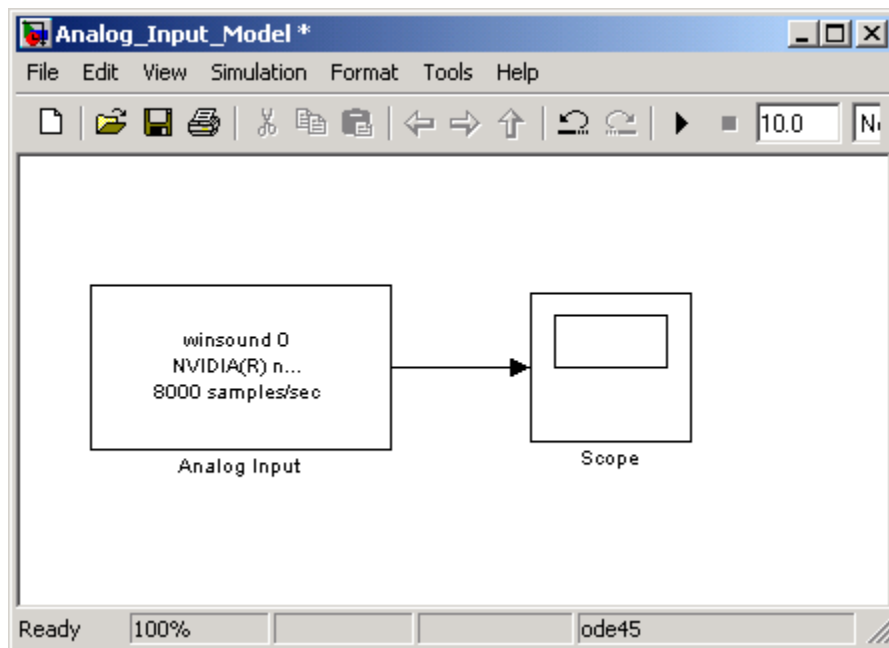 Analog_Input_Model *
File Edit View Simulation Format Tools Help
10.0
winsound 0
NVIDIA(R) n...
8000 samples/sec
Analog Input
Scope
Ready 100% ode45